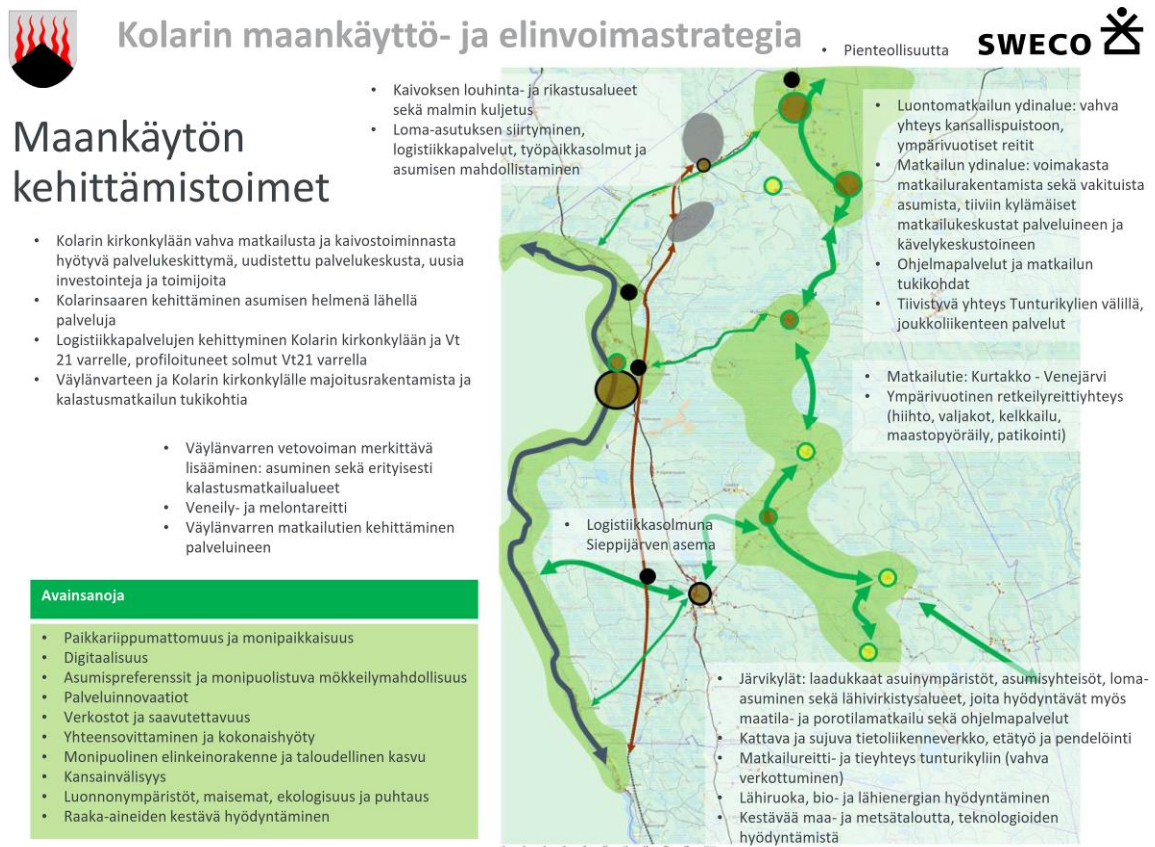 Kolarin maankäyttö- ja elinvoimastrategia
SWECO
Maankäytön
kehittämistoimet
• Kolarin kirkonkylään vahva matkailusta ja kaivostoiminnasta
hyötyvä palvelukeskittymä, uudistettu palvelukeskusta, uusia
investointeja ja toimijoita
• Kolarinsaaren kehittäminen asumisen helmenä lähellä
palveluja
• Logistiikkapalvelujen kehittyminen Kolarin kirkonkylään ja Vt
21 varrelle, profiloituneet solmut Vt21 varrella
• Väylänvarteen ja Kolarin kirkonkylälle majoitusrakentamista ja
kalastusmatkailun tukikohtia
• Väylänvarren vetovoiman merkittävä
lisääminen: asuminen sekä erityisesti
kalastusmatkailualueet
• Veneily- ja melontareitti
• Väylänvarren matkailutien kehittäminen
palveluineen
Avainsanoja
• Paikkariippumattomuus ja monipaikkaisuus
• Digitaalisuus
• Asumispreferenssit ja monipuolistuva mökkeilymahdollisuus
• Palveluinnovaatiot
• Verkostot ja saavutettavuus
• Yhteensovittaminen ja kokonaishyöty
• Monipuolinen elinkeinorakenne ja taloudellinen kasvu
• Kansainvälisyys
• Luonnonympäristöt, maisemat, ekologisuus ja puhtaus
• Raaka-aineiden kestävä hyödyntäminen
• Kaivoksen louhinta- ja rikastusalueet
sekä malmin kuljetus
• Loma-asutuksen siirtyminen,
logistiikkapalvelut, työpaikkasolmut ja
asumisen mahdollistaminen
• Pienteollisuutta
• Luontomatkailun ydinalue: vahva
yhteys kansallispuistoon,
ympärivuotiset reitit
• Matkailun ydinalue: voimakasta
matkailurakentamista sekä vakituista
asumista, tiiviin kylämäiset
matkailukeskustat palveluineen ja
kävelykeskustoineen
• Ohjelmapalvelut ja matkailun
tukikohdat
• Tiivistyvä yhteys Tunturikylien välillä,
joukkoliikenteen palvelut
• Matkailutie: Kurtakko - Venejärvi
• Ympärivuotinen retkeilyreittiyhteys
(hiihto, valjakot, kelkkailu,
maastopyöräily, patikointi)
• Logistiikkasolmuna
Sieppijärven asema
• Järvikylät: laadukkaat asuinympäristöt, asumisyhteisöt, loma-
asuminen sekä lähivirkistysalueet, joita hyödyntävät myös
maatila- ja porotilamatkailu sekä ohjelmapalvelut
• Kattava ja sujuva tietoliikenneverkko, etätyö ja pendelöinti
• Matkailureitti- ja tieyhteys tunturikyliin (vahva
verkottuminen)
• Lähiruoka, bio- ja lähienergian hyödyntäminen
• Kestävää maa- ja metsätaloutta, teknologioiden
hyödyntämistä